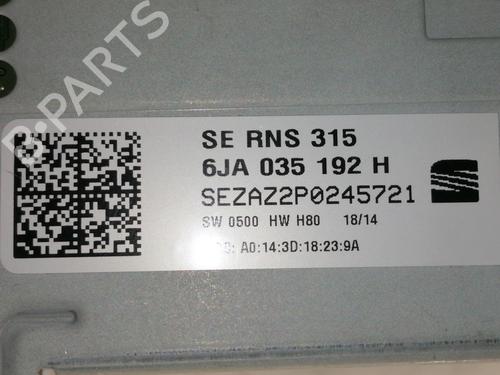 B-PARTS
SE RNS 315
6JA 035 192 H
SEZAZ2P0245721
SW 0500 HW H80 18/14
A0:14:3D:18:23:9A